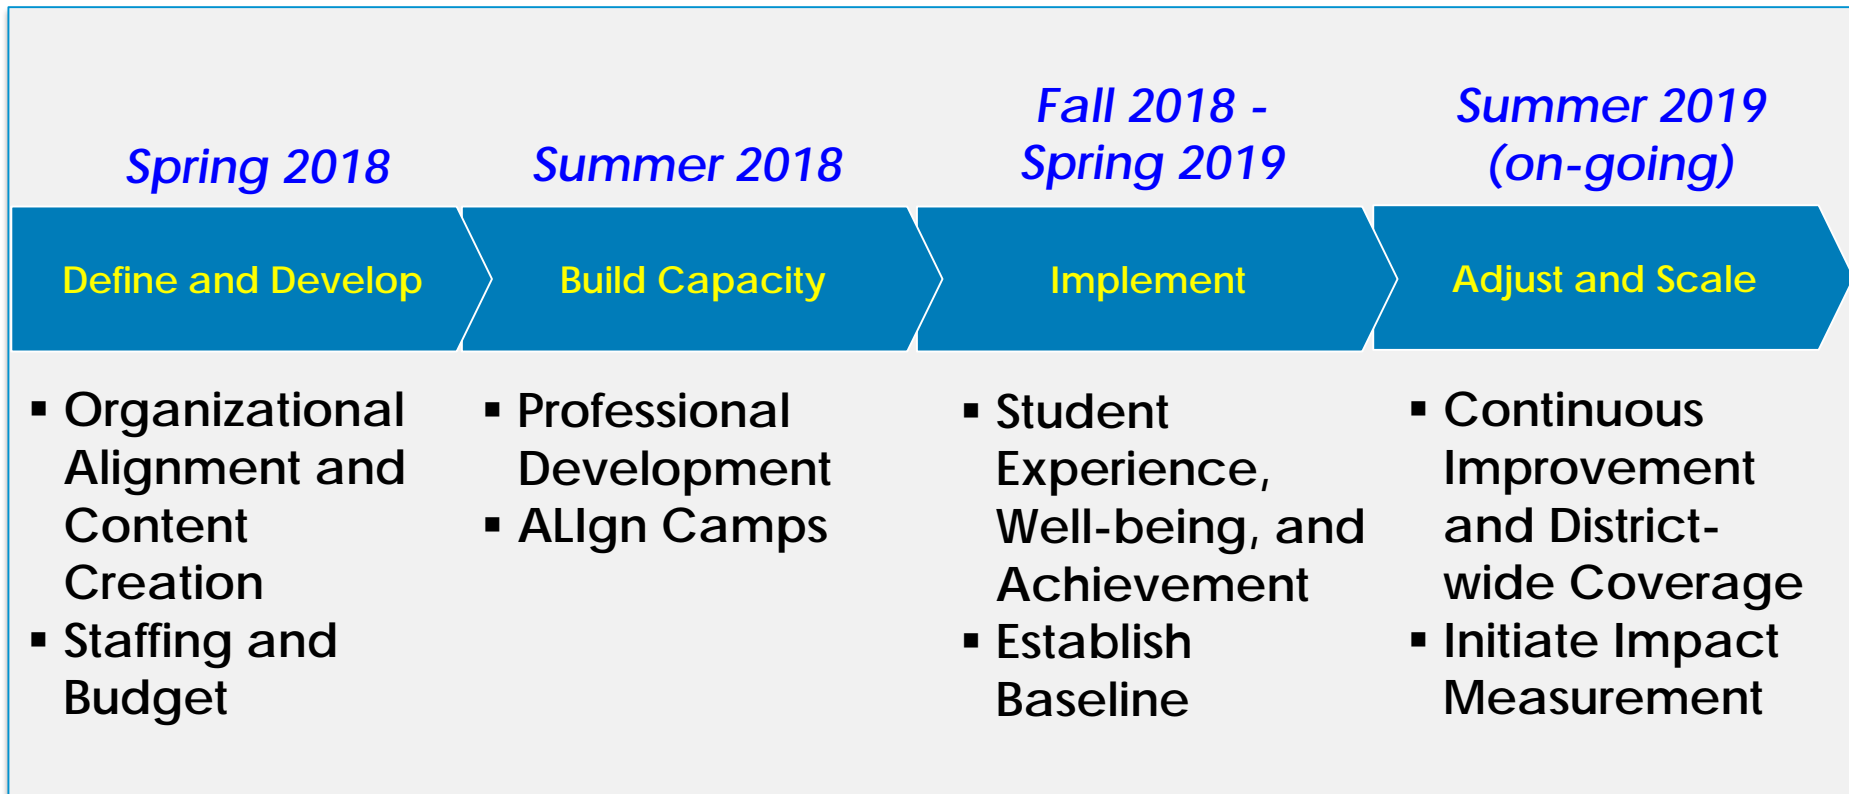 Spring 2018
Summer 2018
Fall 2018 -
Spring 2019
Summer 2019
(on-going)
Define and Develop
Build Capacity
Implement
Adjust and Scale
▪ Organizational
Alignment and
Content
Creation
▪ Staffing and
Budget
▪ Professional
Development
▪ ALIgn Camps
▪ Student
Experience,
Well-being, and
Achievement
▪ Establish
Baseline
▪ Continuous
Improvement
and District-
wide Coverage
▪ Initiate Impact
Measurement